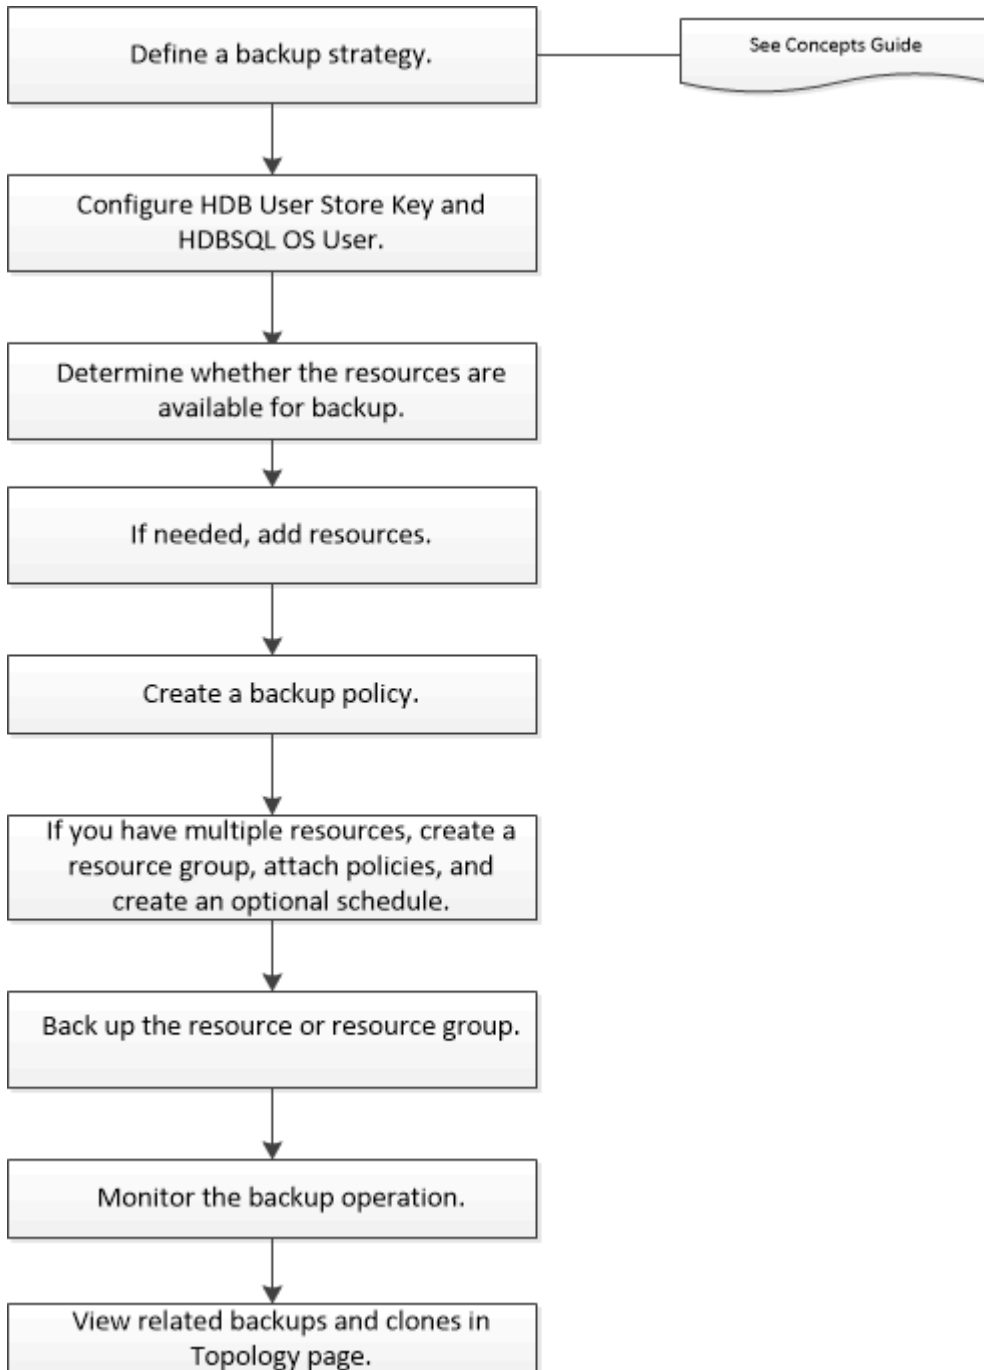 Define a backup strategy.
See Concepts Guide
Configure HDB User Store Key and
HDBSQL OS User.
Determine whether the resources are
available for backup.
If needed, add resources.
Create a backup policy.
If you have multiple resources, create a
resource group, attach policies, and
create an optional schedule.
Back up the resource or resource group.
Monitor the backup operation.
View related backups and clones in
Topology page.